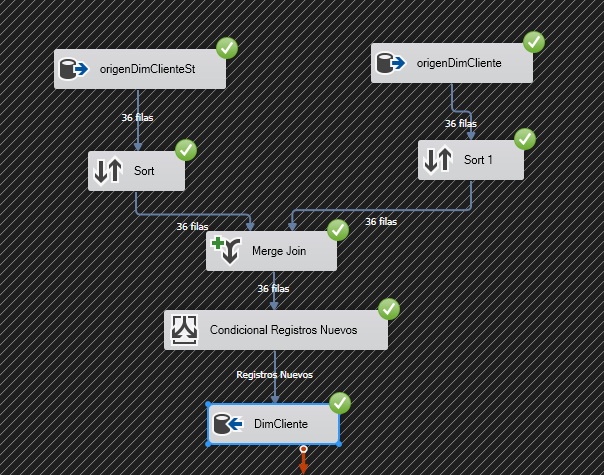 origenDimClienteSt
origenDimCliente
36 filas
36 filas
Sort
Sort 1
36 filas
36 filas
Merge Join
36 filas
Condicional Registros Nuevos
Registros Nuevos
DimCliente